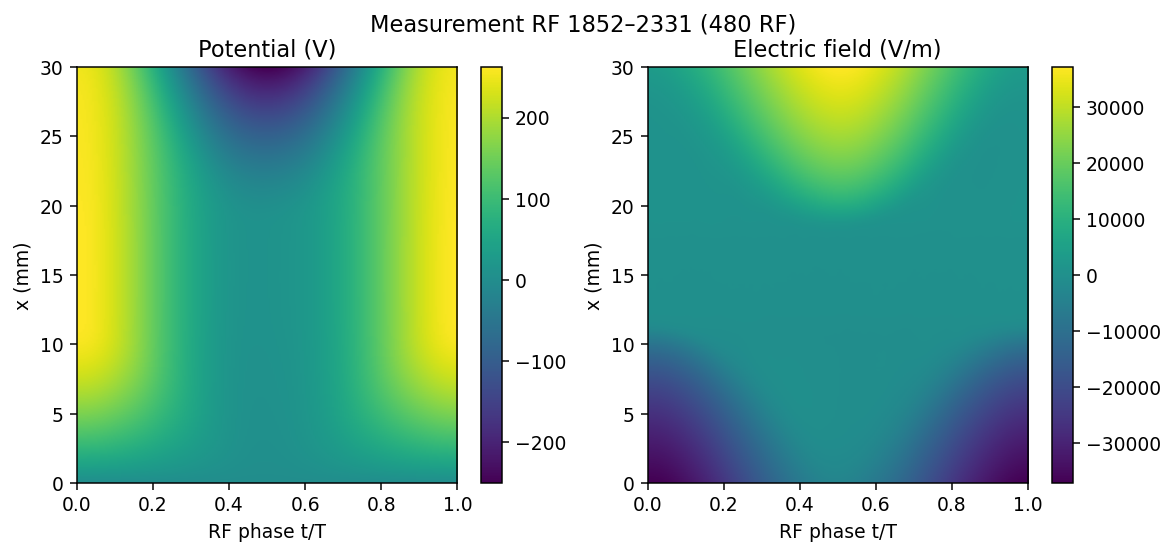 Measurement RF 1852–2331 (480 RF)
Potential (V)
Electric field (V/m)
30
25
20
15
10
5
0
x (mm)
0.0 0.2 0.4 0.6 0.8 1.0
RF phase t/T
200
100
0
−100
−200
30
25
20
15
10
5
0
x (mm)
0.0 0.2 0.4 0.6 0.8 1.0
RF phase t/T
30000
20000
10000
0
−10000
−20000
−30000